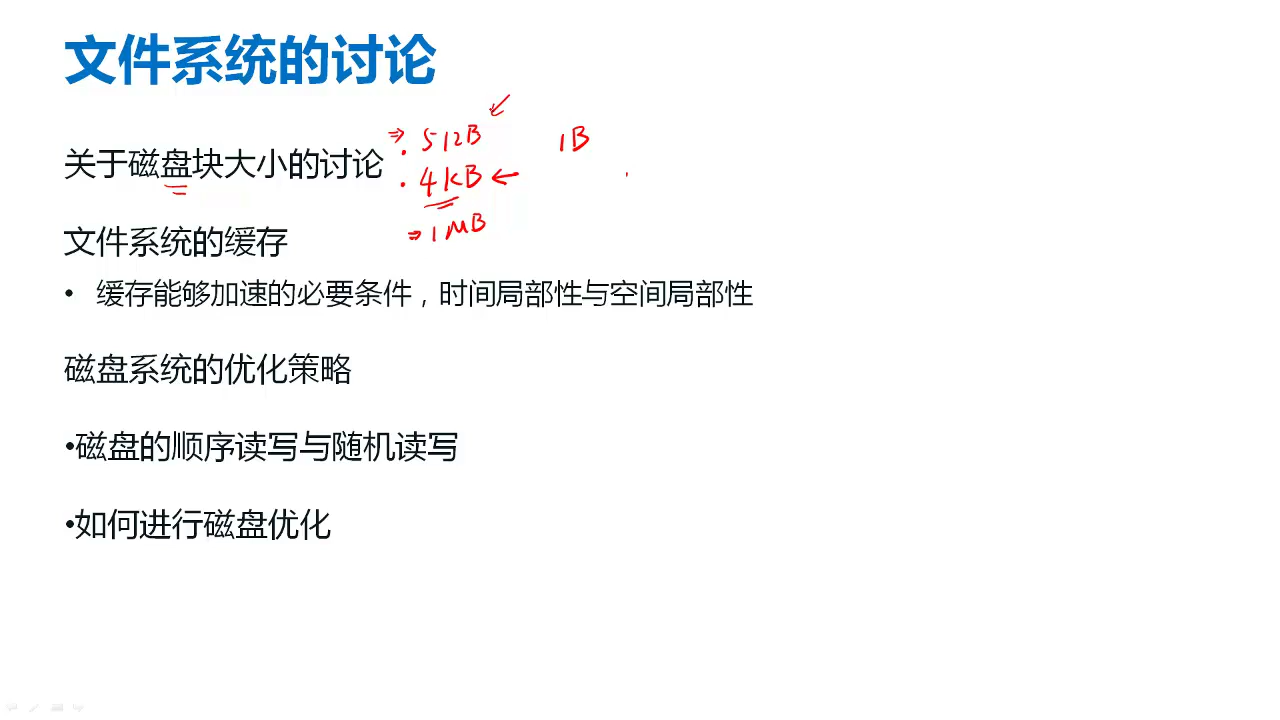 文件系统的讨论
⇒ 512B 1B
关于磁盘块大小的讨论 • 4KB ←
⇒ 1MB
文件系统的缓存
• 缓存能够加速的必要条件，时间局部性与空间局部性
磁盘系统的优化策略
•磁盘的顺序读写与随机读写
•如何进行磁盘优化